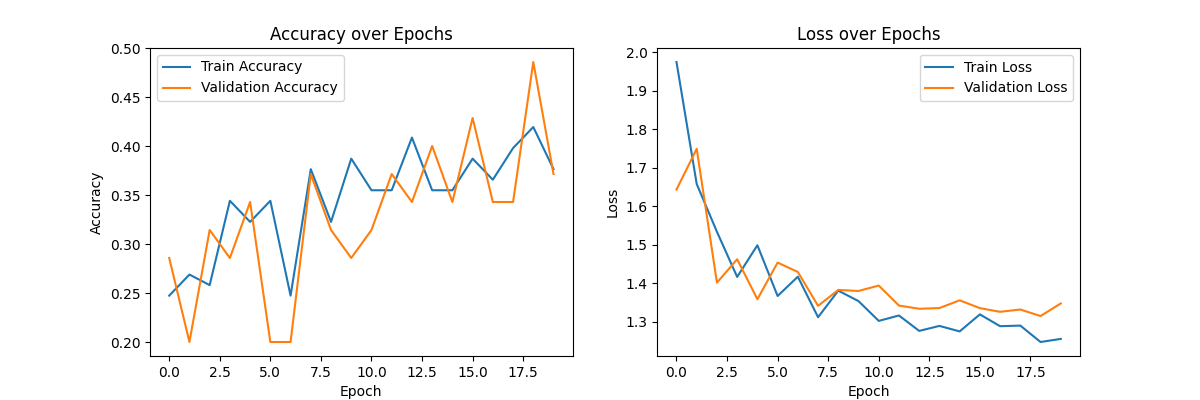 Accuracy over Epochs
0.50
0.45
0.40
0.35
0.30
0.25
0.20
Accuracy
Train Accuracy
Validation Accuracy
0.0 2.5 5.0 7.5 10.0 12.5 15.0 17.5
Epoch
Loss over Epochs
2.0
1.9
1.8
1.7
1.6
1.5
1.4
1.3
Loss
Train Loss
Validation Loss
0.0 2.5 5.0 7.5 10.0 12.5 15.0 17.5
Epoch